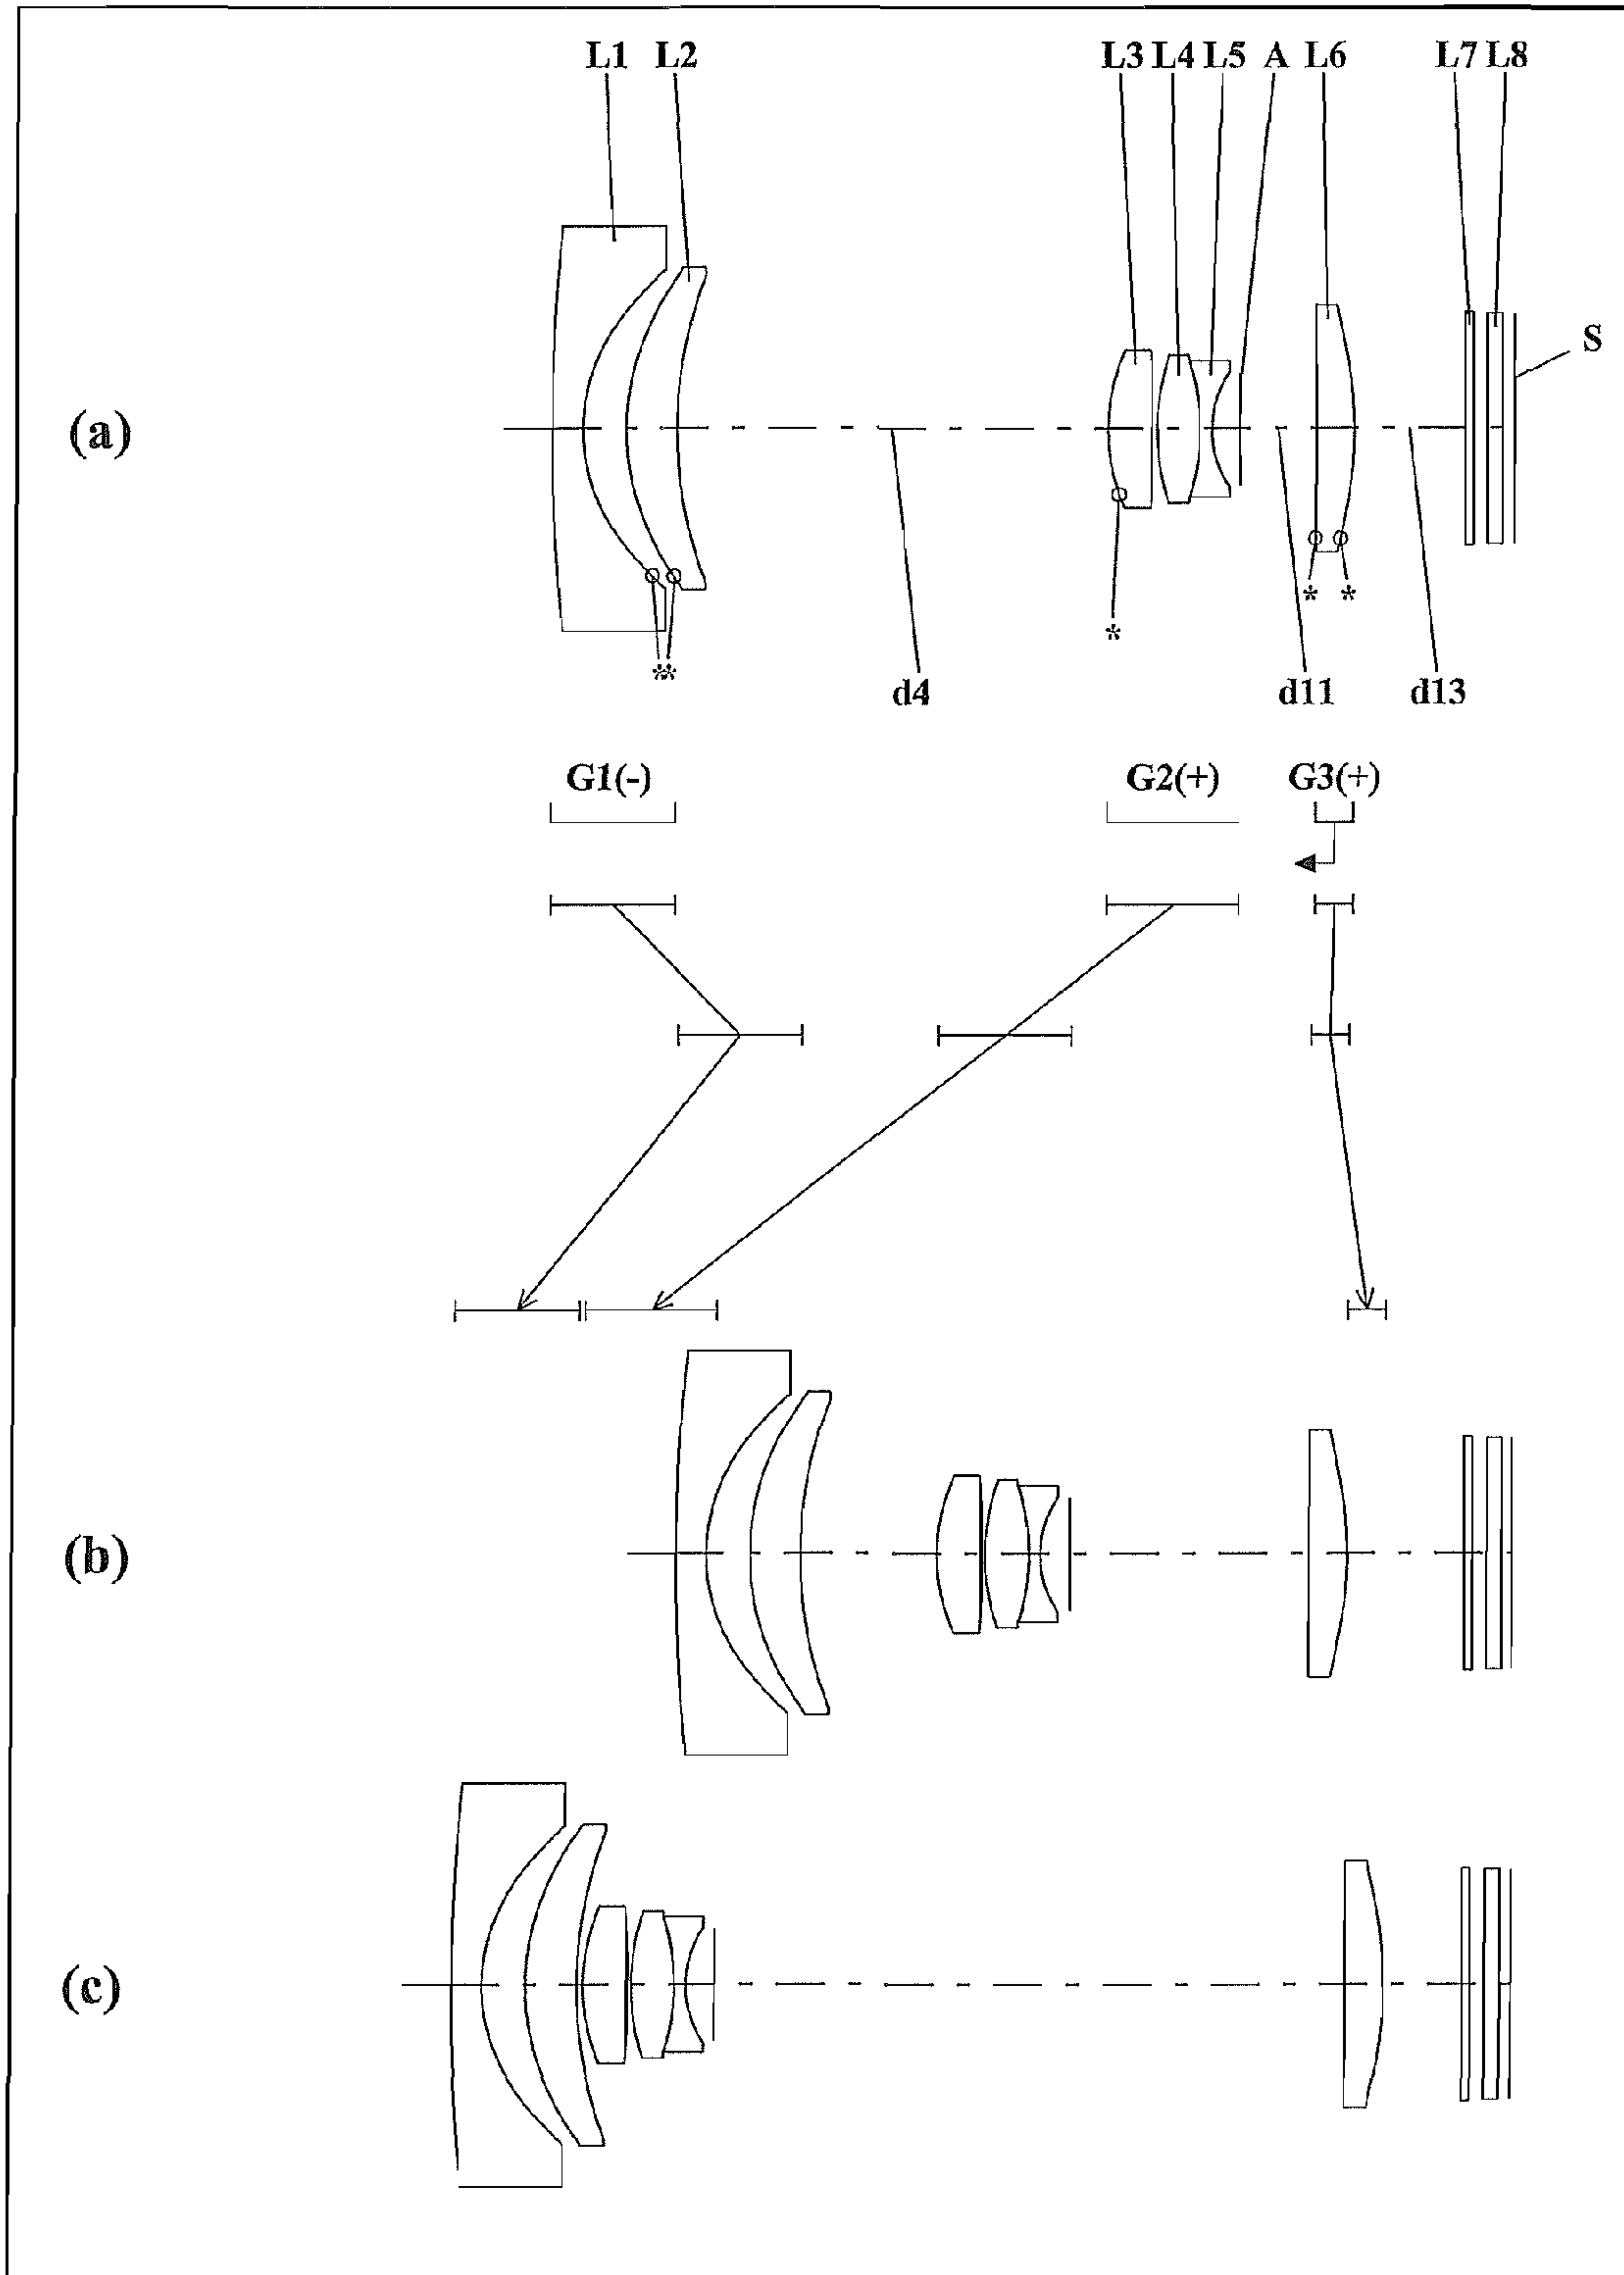 L1 L2 L3 L4 L5 A L6 L7 L8
S
(a)
* * * * *
d4 d11 d13
G1(-) G2(+) G3(+)
(b)
(c)